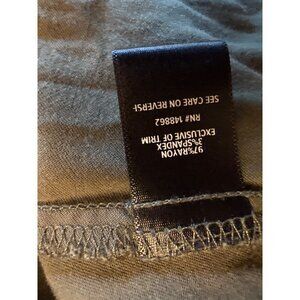 97%RAYON
3%SPANDEX
EXCLUSIVE OF TRIM
RN# 148862
SEE CARE ON REVERSE